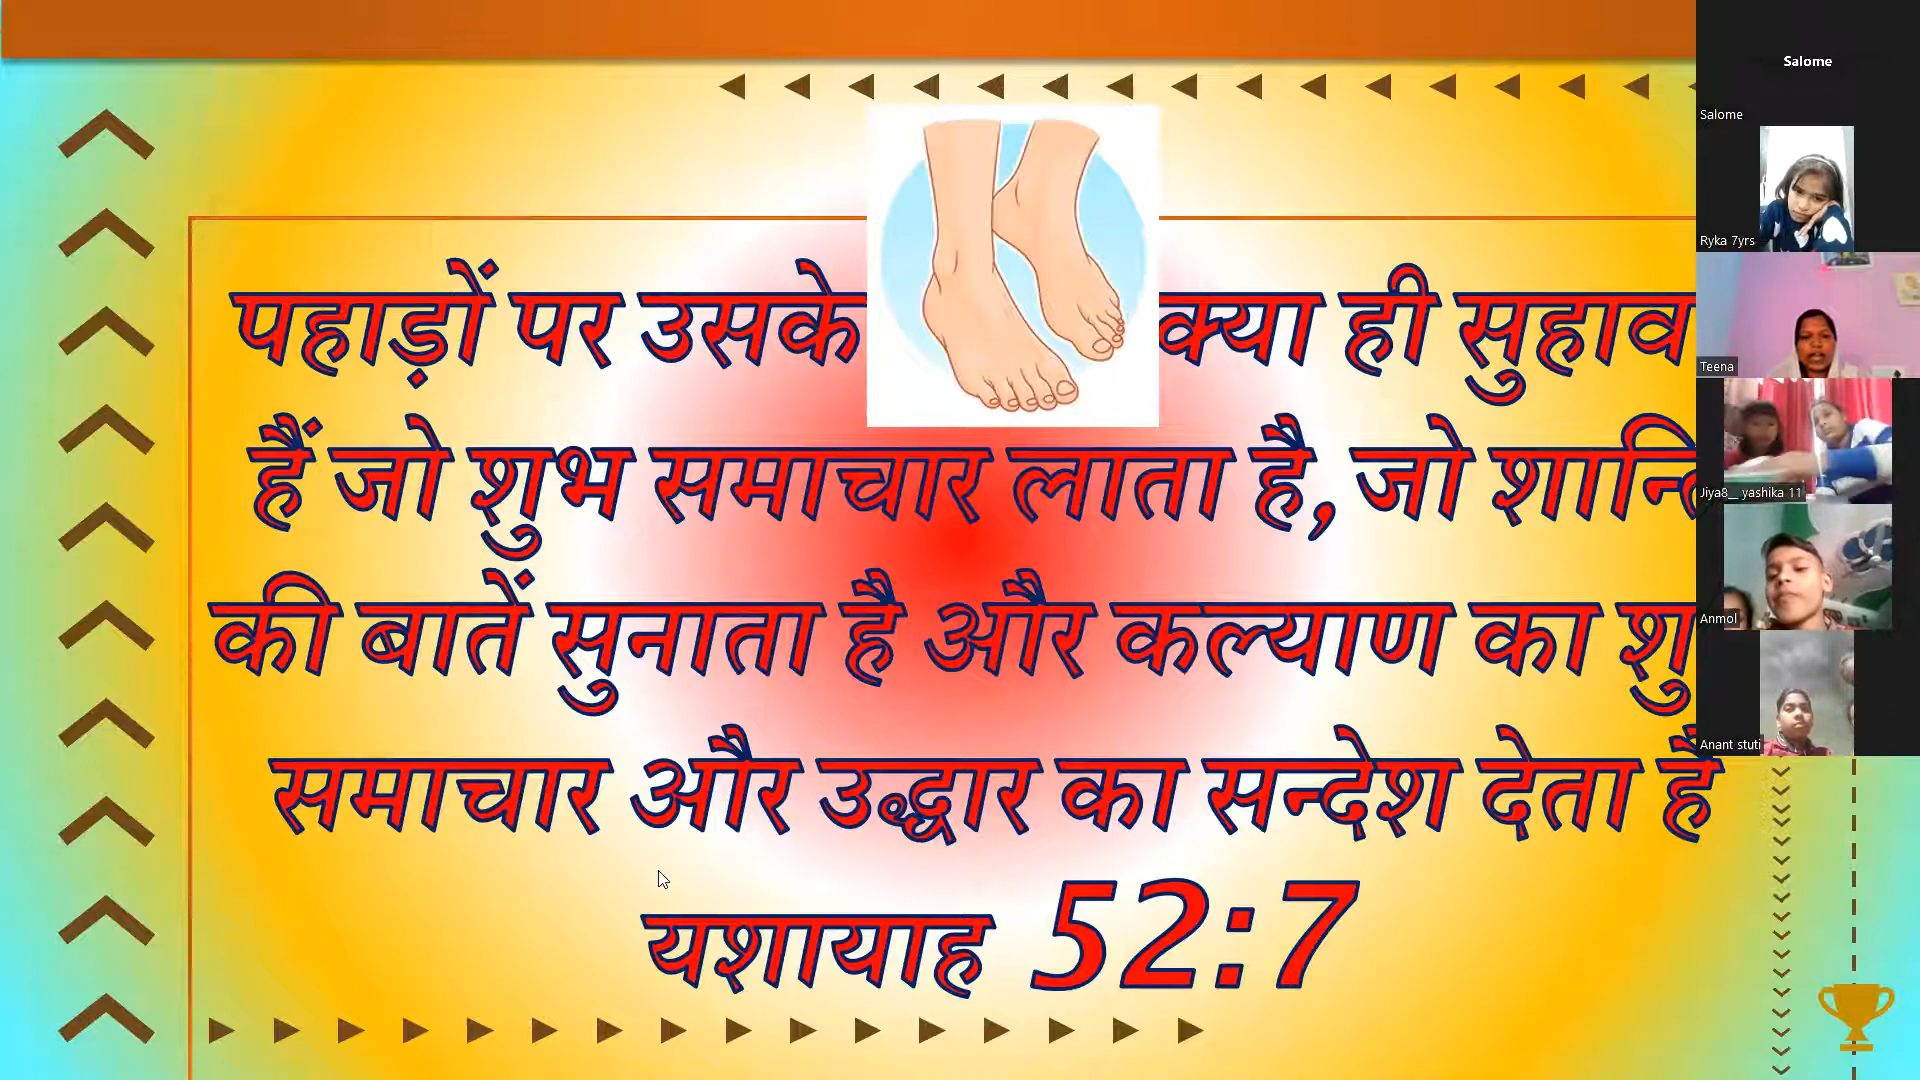 पहाड़ों पर उसके क्या ही सुहाव
हैं जो शुभ समाचार लाता है, जो शान्ति
की बातें सुनाता है और कल्याण का शु
समाचार और उद्धार का सन्देश देता है
यशायाह 52:7
Salome
Salome
Ryka 7yrs
Teena
Jiya8__ yashika 11
Anmol
Anant stuti